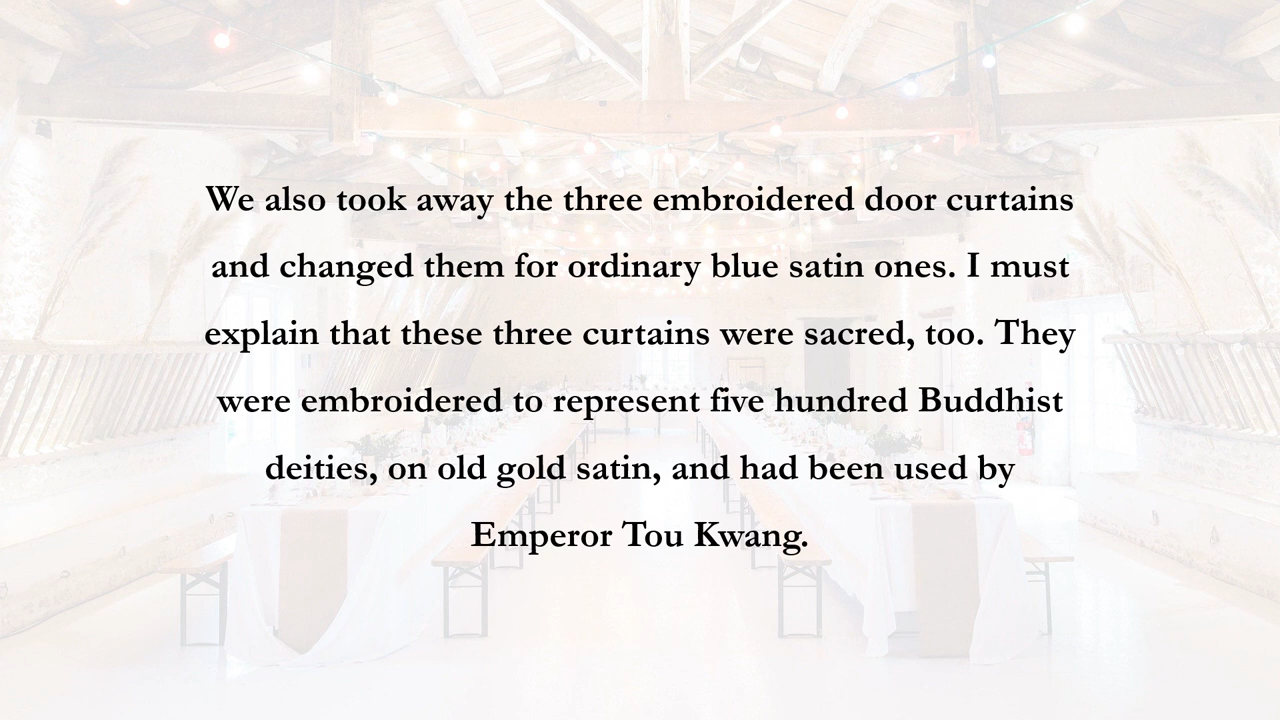 We also took away the three embroidered door curtains
and changed them for ordinary blue satin ones. I must
explain that these three curtains were sacred, too. They
were embroidered to represent five hundred Buddhist
deities, on old gold satin, and had been used by
Emperor Tou Kwang.